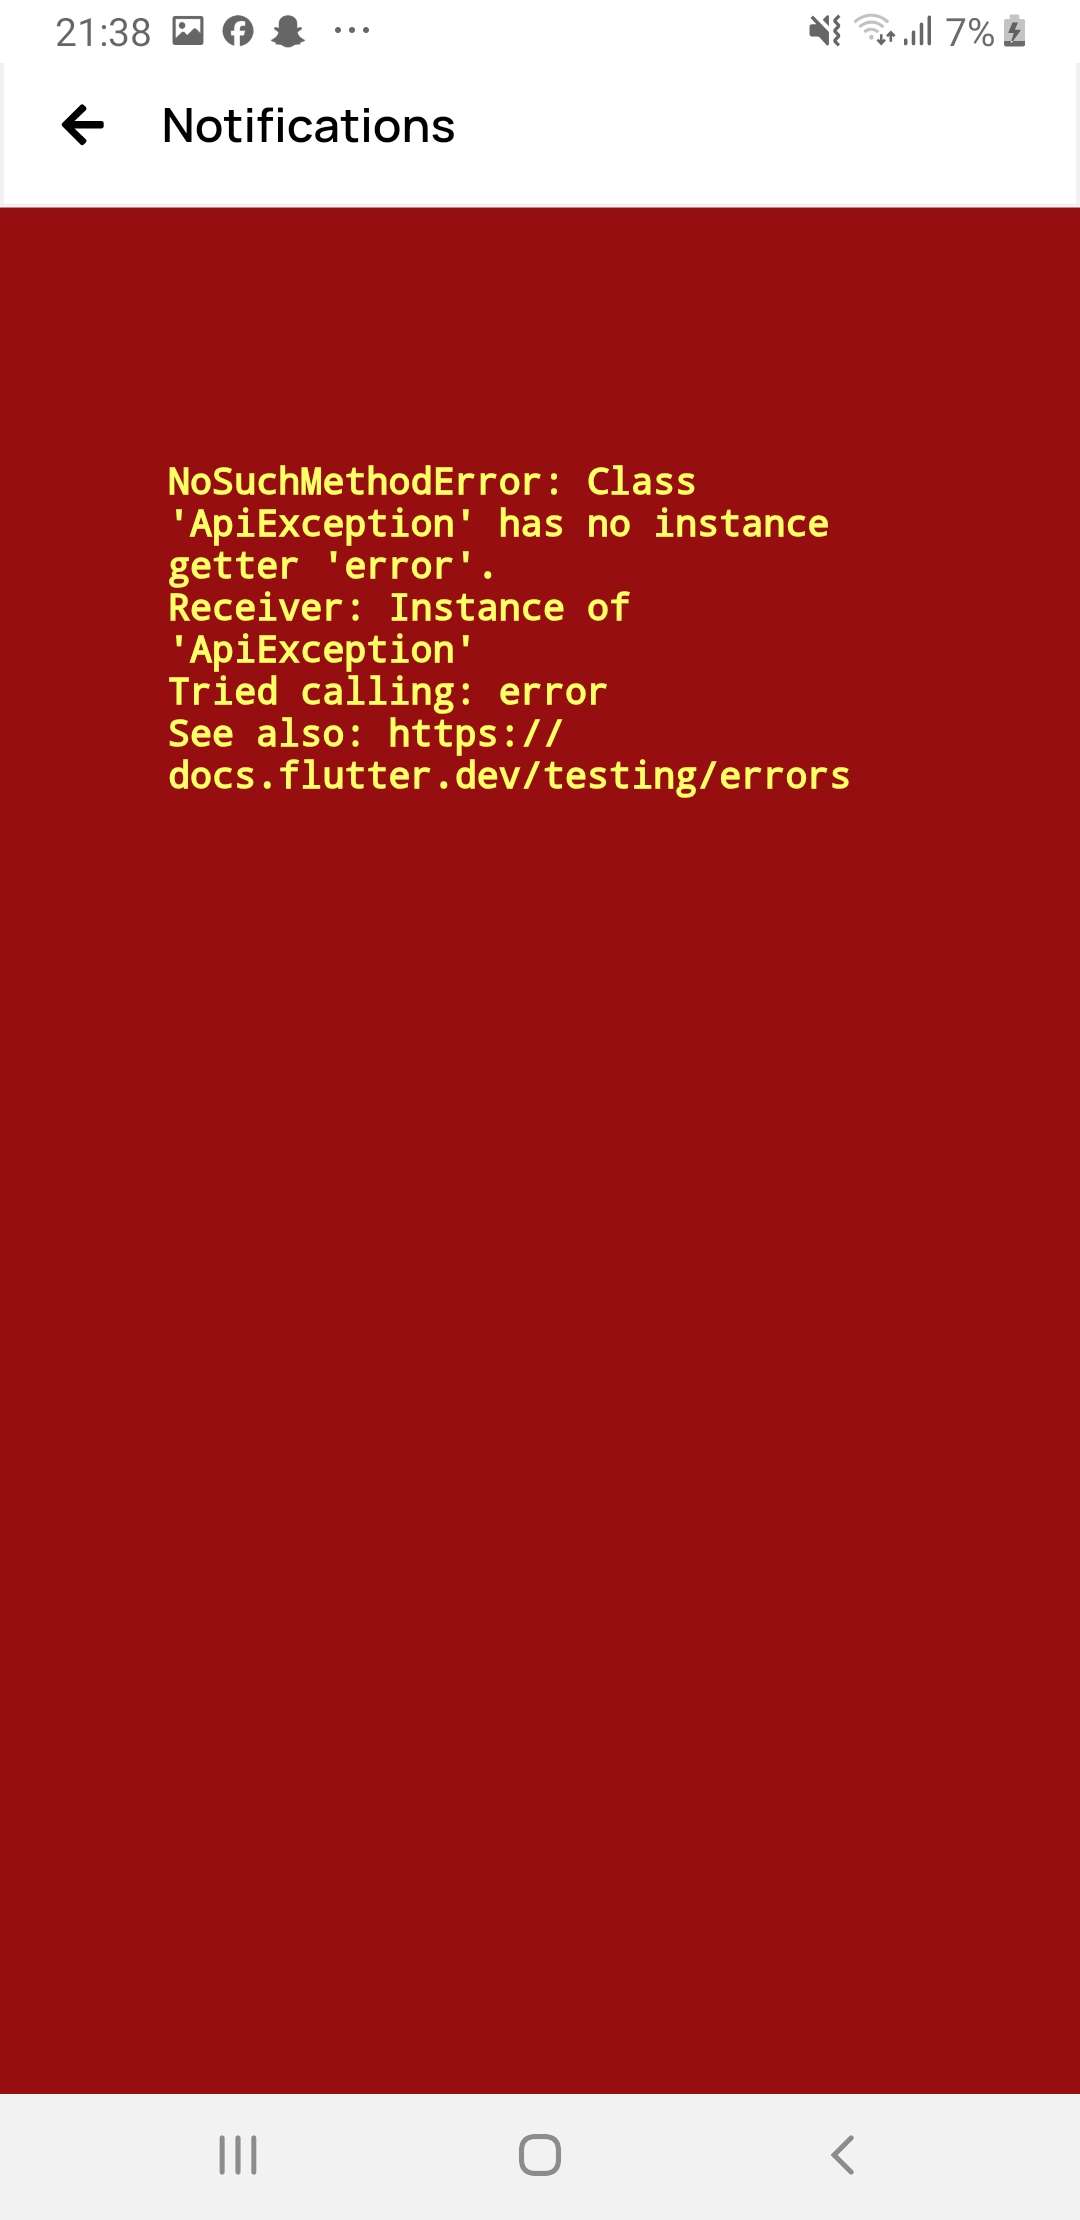 21:38
7%
Notifications
NoSuchMethodError: Class
'ApiException' has no instance
getter 'error'.
Receiver: Instance of
'ApiException'
Tried calling: error
See also: https://
docs.flutter.dev/testing/errors